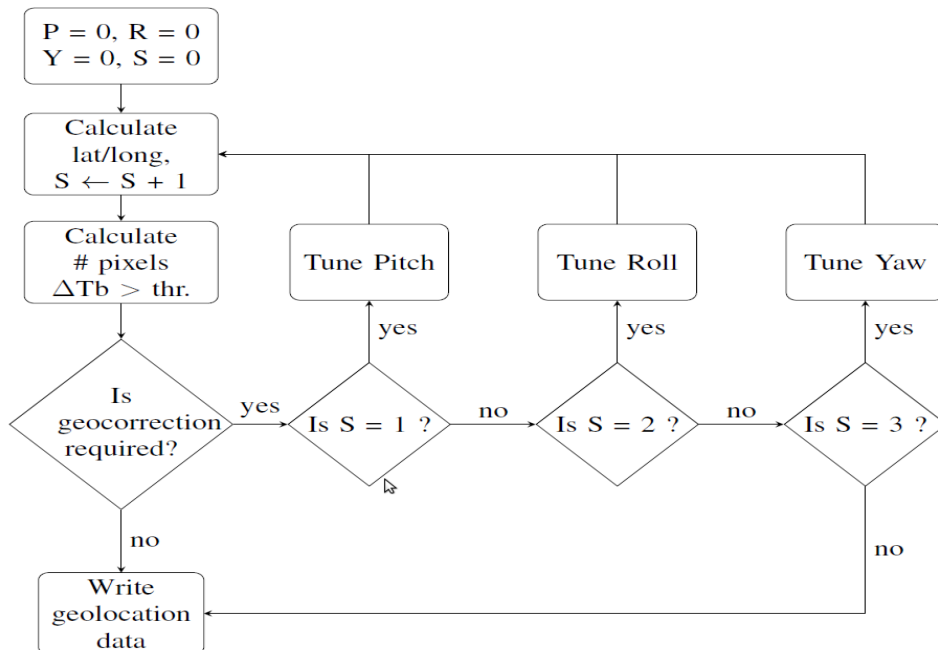 P = 0, R = 0
Y = 0, S = 0
Calculate
lat/long,
S ← S + 1
Calculate
# pixels
ΔTb > thr.
Tune Pitch
Tune Roll
Tune Yaw
yes
yes
yes
Is
geocorrection
required?
yes
Is S = 1 ?
no
Is S = 2 ?
no
Is S = 3 ?
no
no
Write
geolocation
data